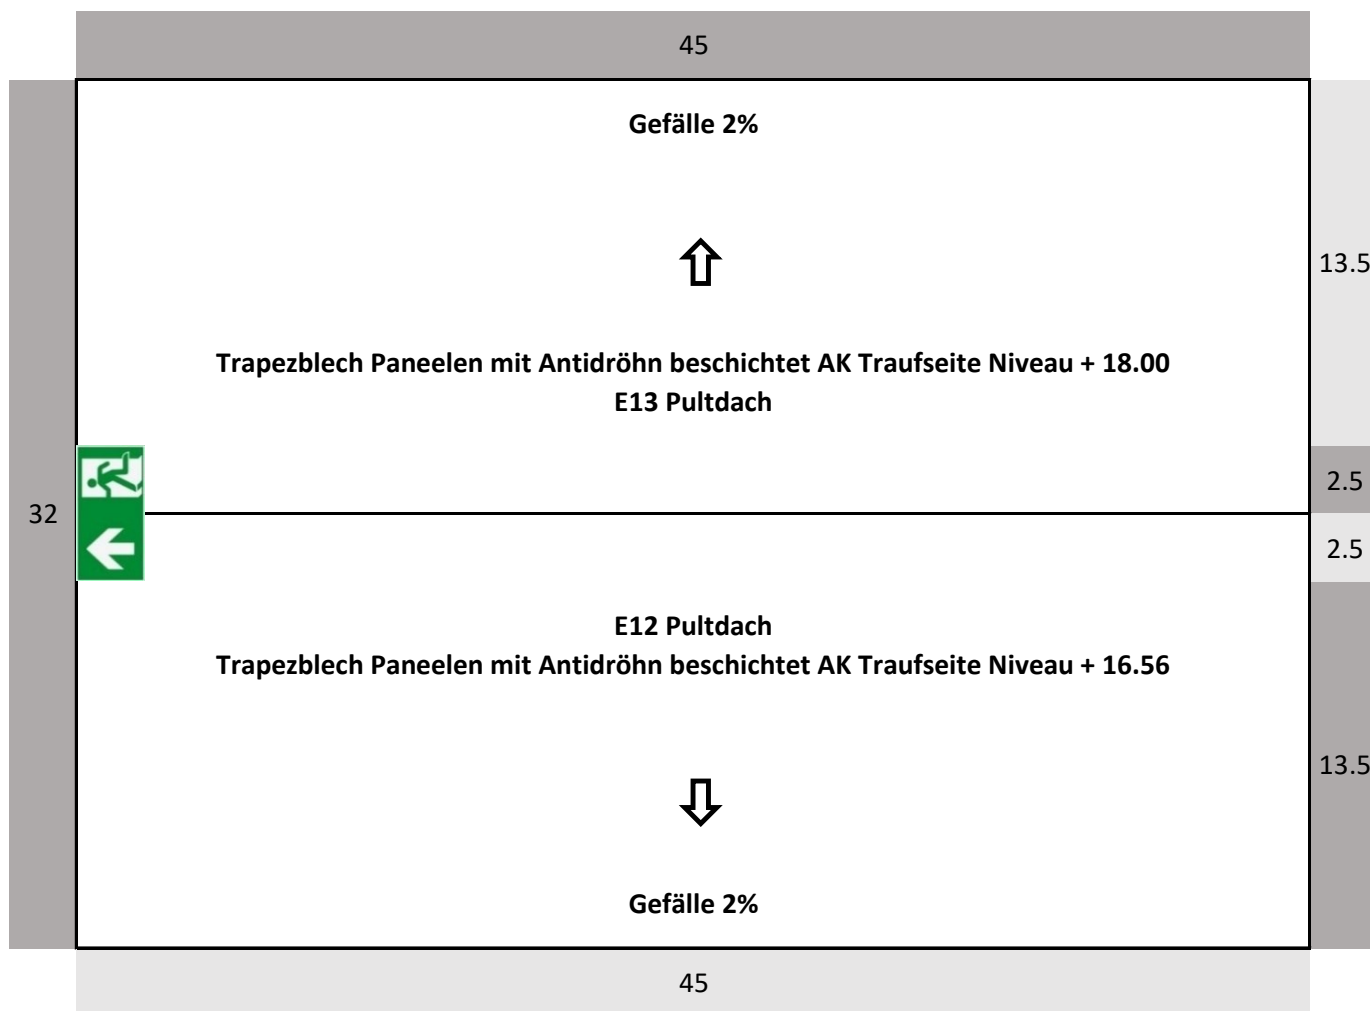 45
Gefälle 2%
13.5
Trapezblech Paneelen mit Antidröhn beschichtet AK Traufseite Niveau + 18.00
E13 Pultdach
2.5
32
2.5
E12 Pultdach
Trapezblech Paneelen mit Antidröhn beschichtet AK Traufseite Niveau + 16.56
13.5
Gefälle 2%
45